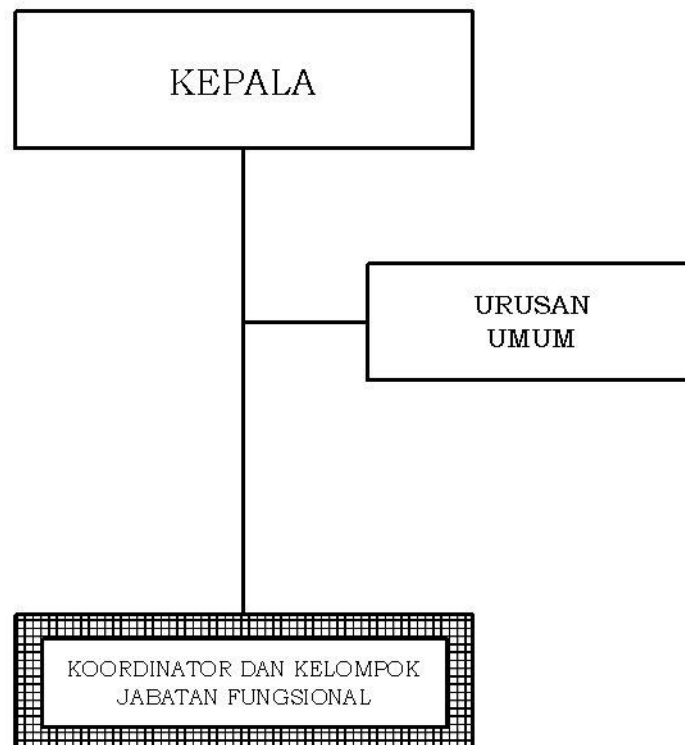 KEPALA
URUSAN
UMUM
KOORDINATOR DAN KELOMPOK
JABATAN FUNGSIONAL